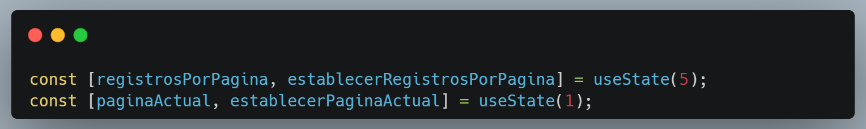 const [registrosPorPagina, establecerRegistrosPorPagina] = useState(5);
const [paginaActual, establecerPaginaActual] = useState(1);